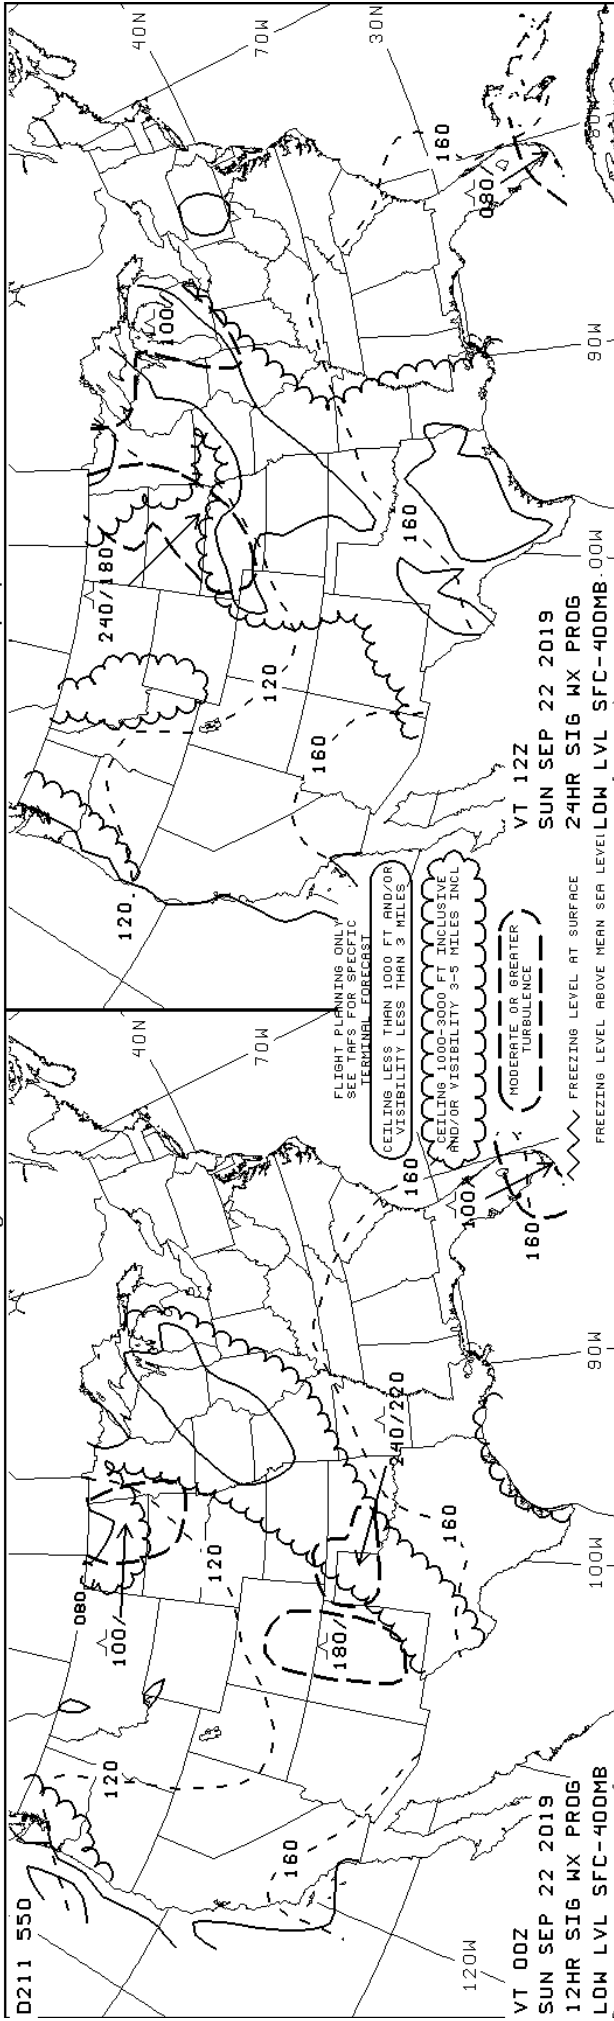 D211 550
40N
70W
120
080
100/
120
160
180/
240/220
160
160
100/
160
90W
100W
120W
VT 00Z
SUN SEP 22 2019
12HR SIG WX PROG
LOW LVL SFC-400MB
FLIGHT PLANNING ONLY
SEE TAFS FOR SPECFIC
TERMINAL FORECAST
CEILING LESS THAN 1000 FT AND/OR
VISIBILITY LESS THAN 3 MILES
CEILING 1000-3000 FT INCLUSIVE
AND/OR VISIBILITY 3-5 MILES INCL
MODERATE OR GREATER
TURBULENCE
FREEZING LEVEL AT SURFACE
FREEZING LEVEL ABOVE MEAN SEA LEVEL
40N
70W
30N
120
240/180
100
120
160
160
160
080
90W
VT 12Z
SUN SEP 22 2019
24HR SIG WX PROG
LOW LVL SFC-400MB